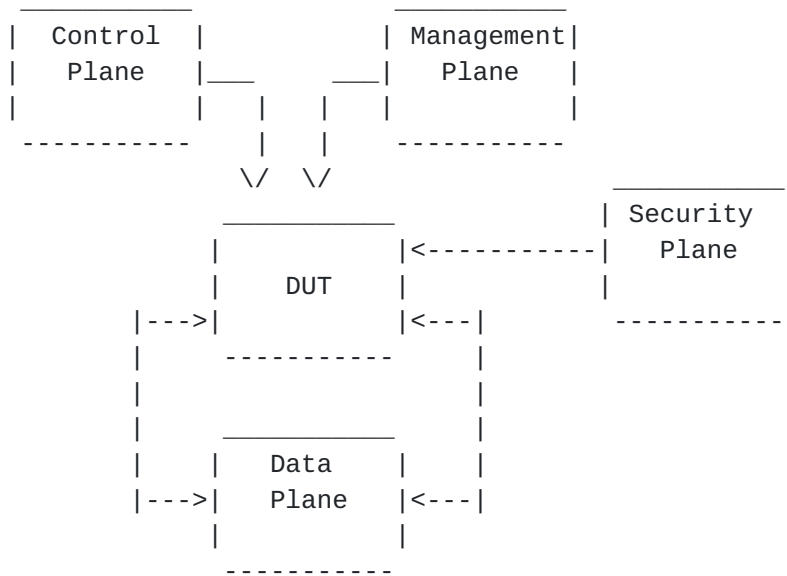 Control
Plane
Management
Plane
Security
Plane
DUT
Data
Plane